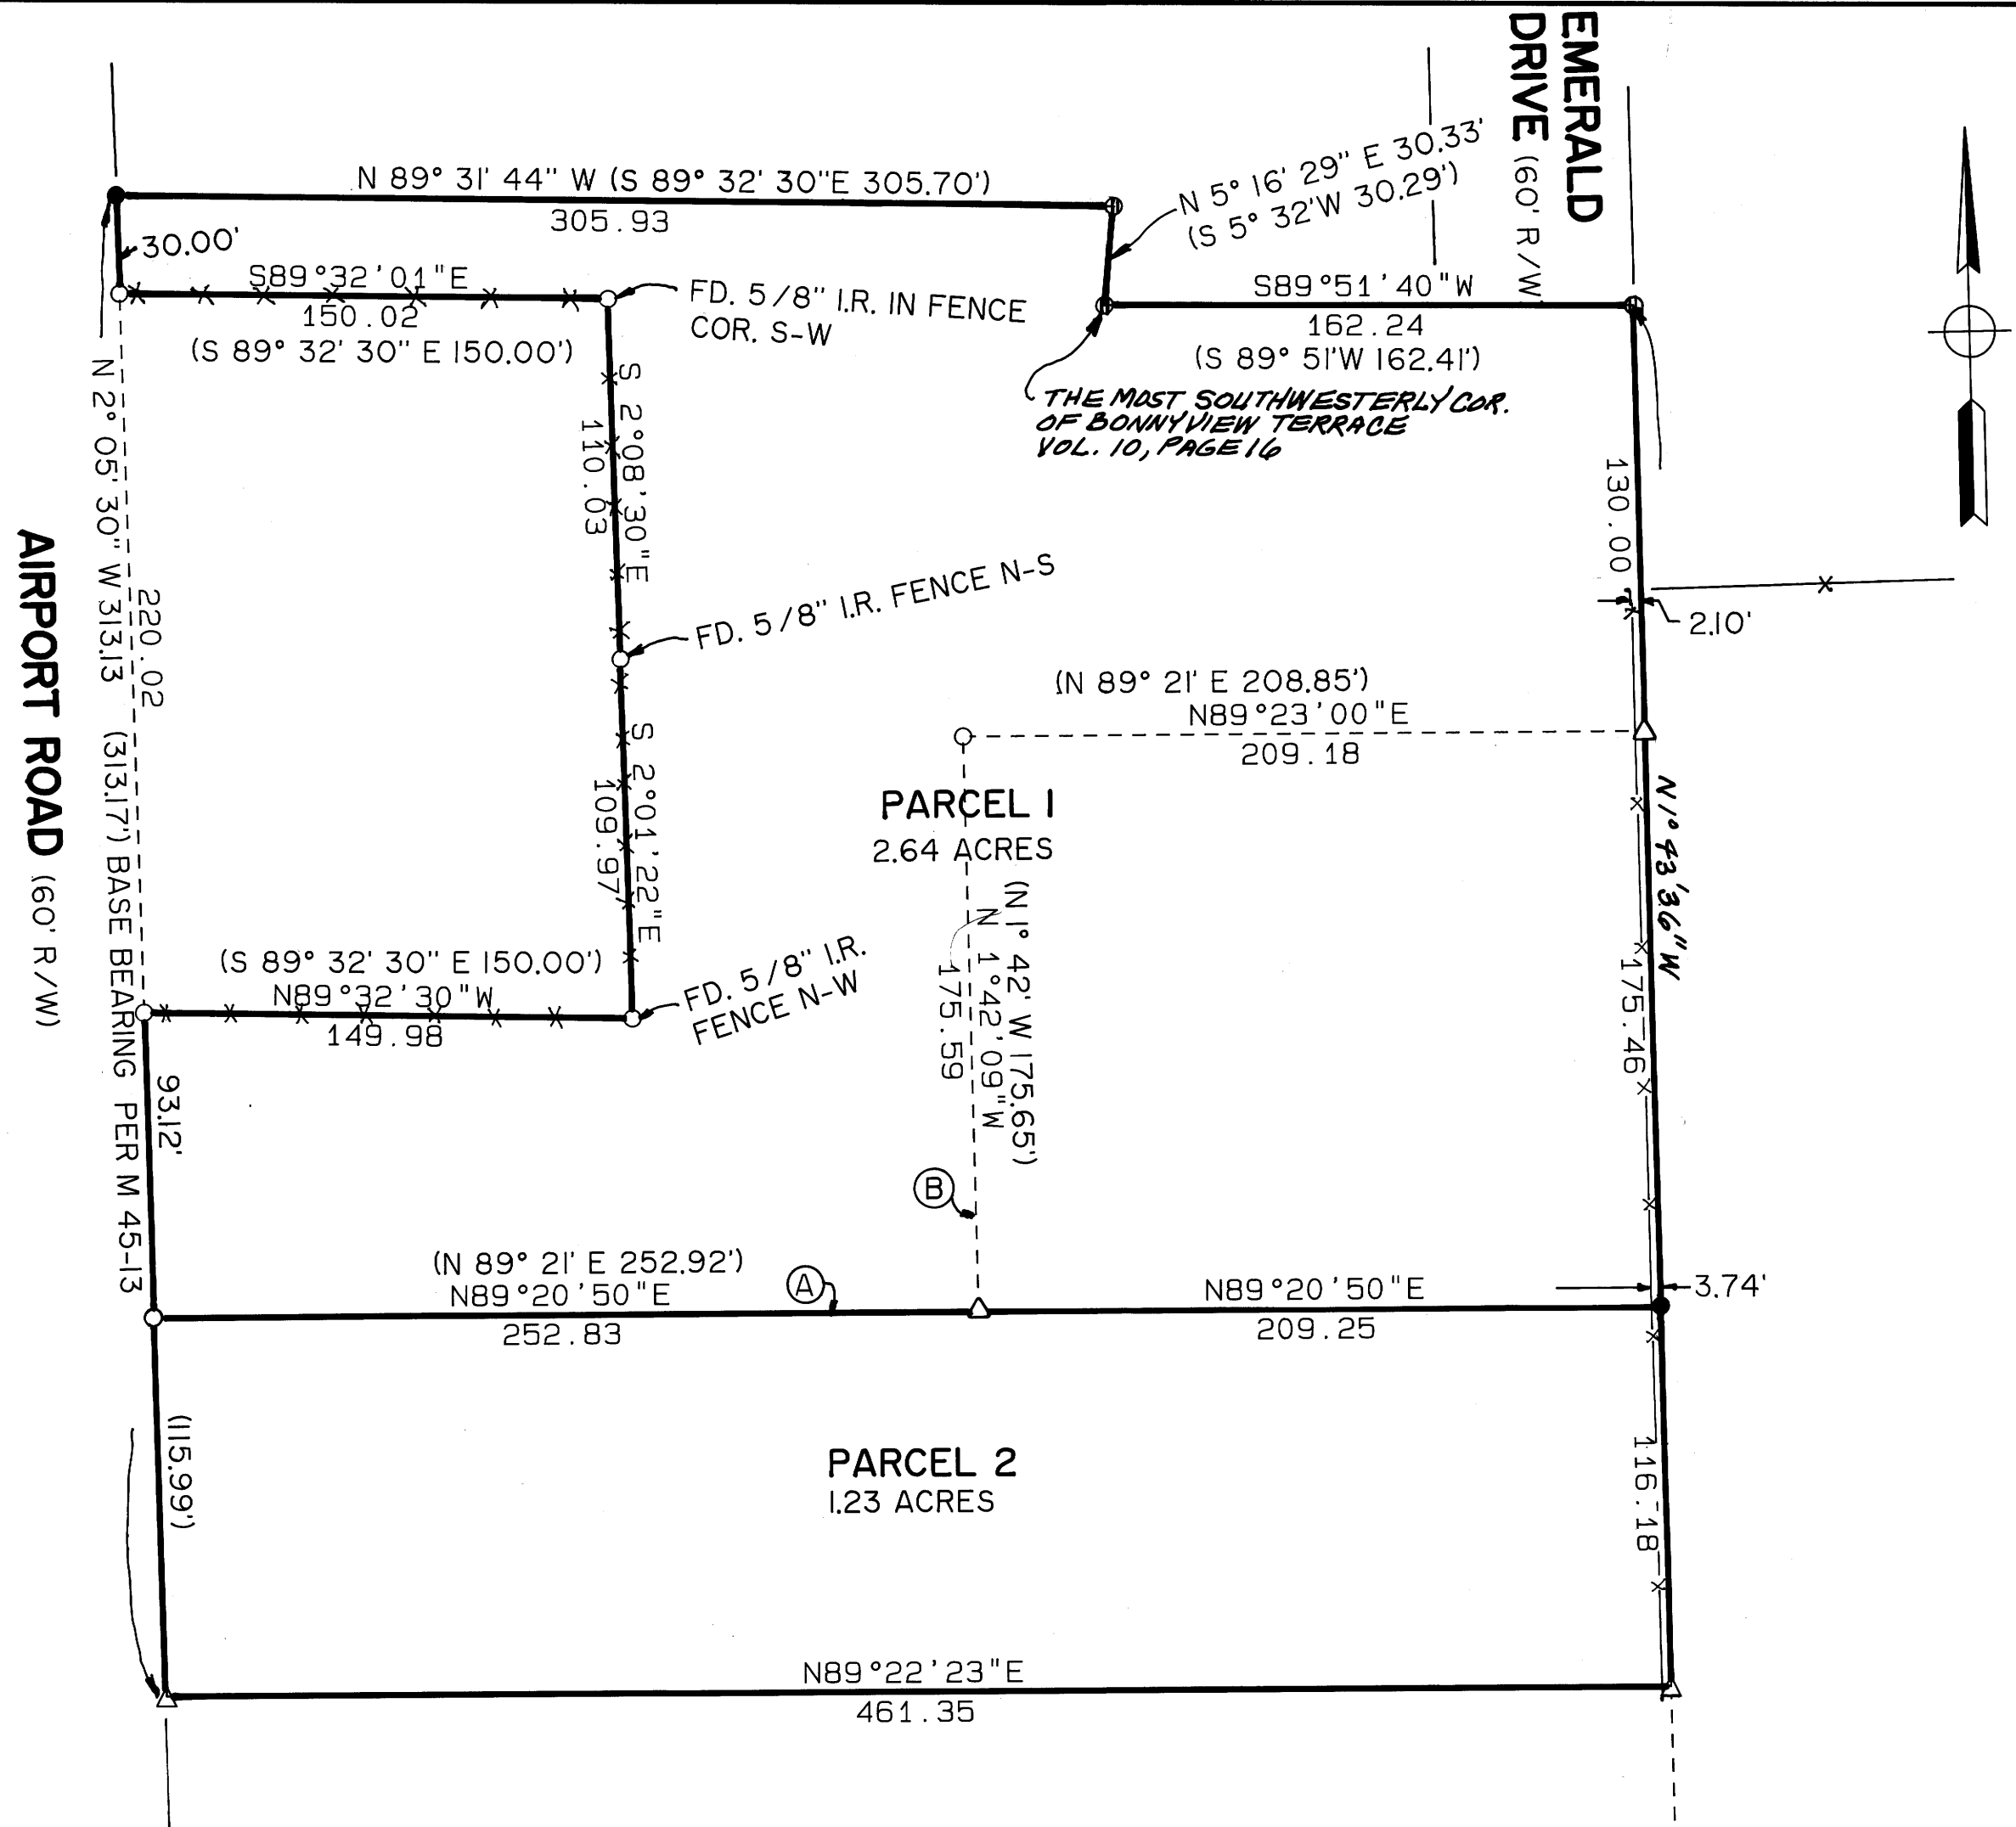 EMERALD
DRIVE (60' R/W)
N 89° 31' 44" W (S 89° 32' 30"E 305.70')
305.93
N 5° 16' 29" E 30.33'
(S 5° 32'W 30.29')
30.00'
S89°32'01"E
150.02
(S 89° 32' 30" E 150.00')
FD. 5/8" I.R. IN FENCE
COR. S-W
S89°51'40"W
162.24
(S 89° 51'W 162.41')
THE MOST SOUTHWESTERLY COR.
OF BONNYVIEW TERRACE
VOL. 10, PAGE 16
S 2°08'30"E
110.03
130.00
2.10'
FD. 5/8" I.R. FENCE N-S
AIRPORT ROAD (60' R/W)
N 2° 05' 30" W 313.13 (313.17') BASE BEARING PER M 45-13
220.02
(N 89° 21' E 208.85')
N89°23'00"E
209.18
S 2°01'22"E
109.97
PARCEL 1
2.64 ACRES
N 1° 43' 36" W
175.46
(N 1° 42' W 175.65')
N 1°42'09"W
175.59
(S 89° 32' 30" E 150.00')
N89°32'30"W
149.98
FD. 5/8" I.R.
FENCE N-W
93.12'
B
(N 89° 21' E 252.92')
N89°20'50"E
252.83
A
N89°20'50"E
209.25
3.74'
(115.99')
PARCEL 2
1.23 ACRES
116.18
N89°22'23"E
461.35